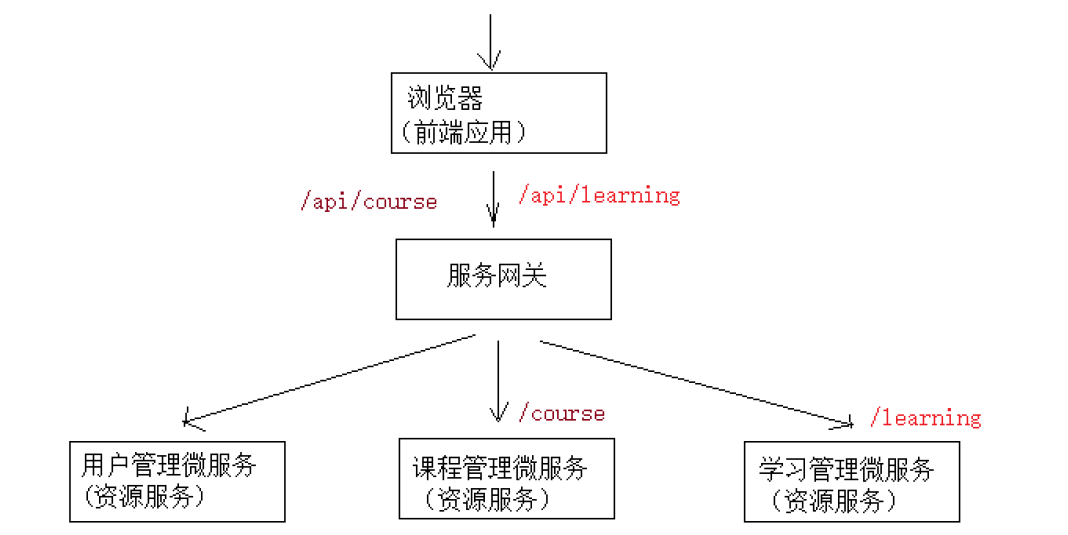 浏览器
（前端应用）
/api/course
/api/learning
服务网关
/course
/learning
用户管理微服务
(资源服务）
课程管理微服务
（资源服务）
学习管理微服务
（资源服务）